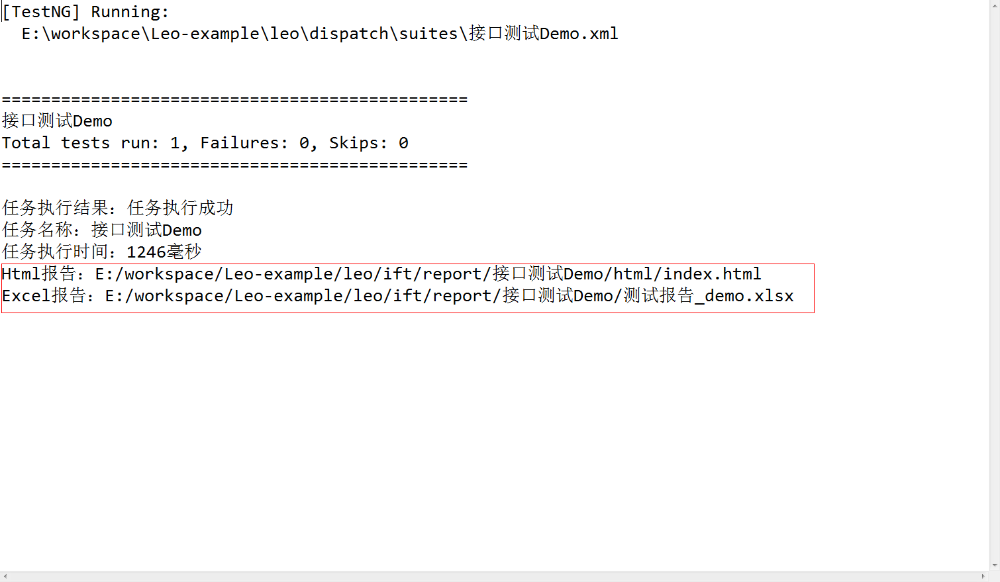 [TestNG] Running:
  E:\workspace\Leo-example\leo\dispatch\suites\接口测试Demo.xml
===============================================
接口测试Demo
Total tests run: 1, Failures: 0, Skips: 0
===============================================
任务执行结果：任务执行成功
任务名称：接口测试Demo
任务执行时间：1246毫秒
Html报告：E:/workspace/Leo-example/leo/ift/report/接口测试Demo/html/index.html
Excel报告：E:/workspace/Leo-example/leo/ift/report/接口测试Demo/测试报告_demo.xlsx